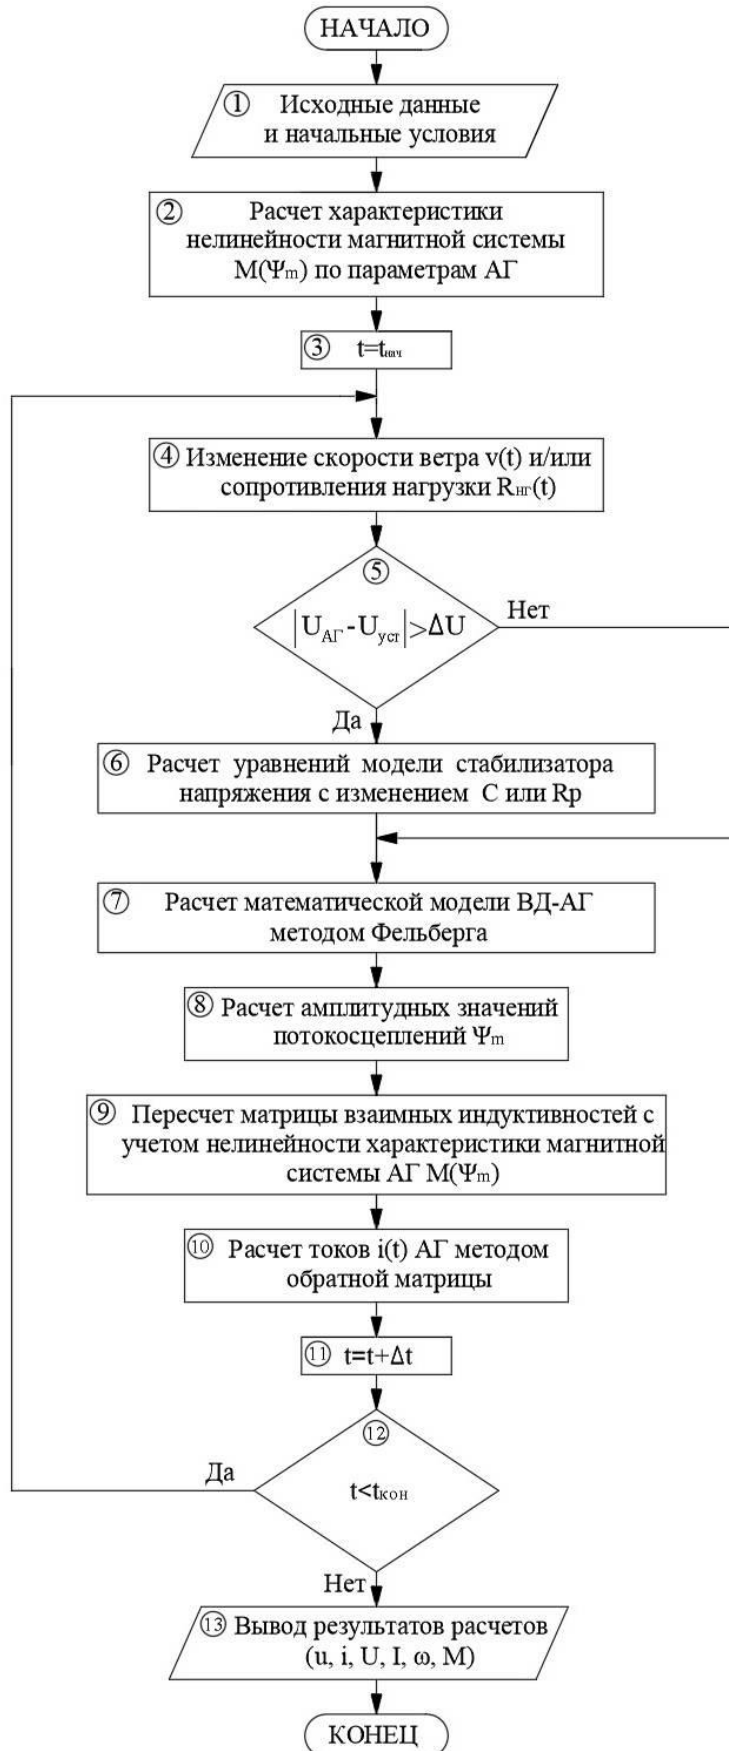 НАЧАЛО
① Исходные данные
и начальные условия
② Расчет характеристики
нелинейности магнитной системы
М(Ψm) по параметрам АГ
③ t=tнач
④ Изменение скорости ветра v(t) и/или
сопротивления нагрузки Rнг(t)
⑤
|UАГ-Uуст|>ΔU
Нет
Да
⑥ Расчет уравнений модели стабилизатора
напряжения с изменением С или Rр
⑦ Расчет математической модели ВД-АГ
методом Фельберга
⑧ Расчет амплитудных значений
потокосцеплений Ψm
⑨ Пересчет матрицы взаимных индуктивностей с
учетом нелинейности характеристики магнитной
системы АГ М(Ψm)
⑩ Расчет токов i(t) АГ методом
обратной матрицы
⑪ t=t+Δt
⑫
Да
t<tкон
Нет
⑬ Вывод результатов расчетов
(u, i, U, I, ω, M)
КОНЕЦ